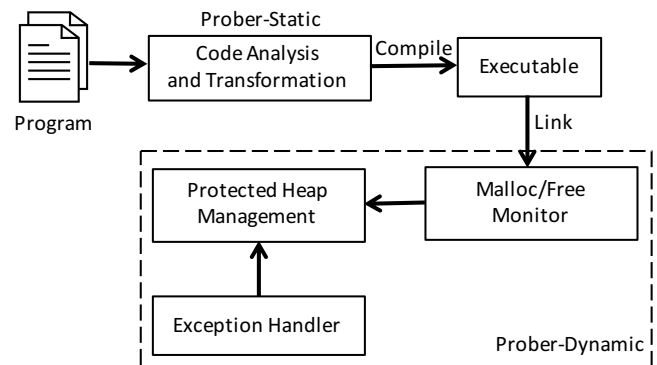 Prober-Static
Code Analysis
and Transformation
Compile
Executable
Program
Link
Protected Heap
Management
Malloc/Free
Monitor
Exception Handler
Prober-Dynamic